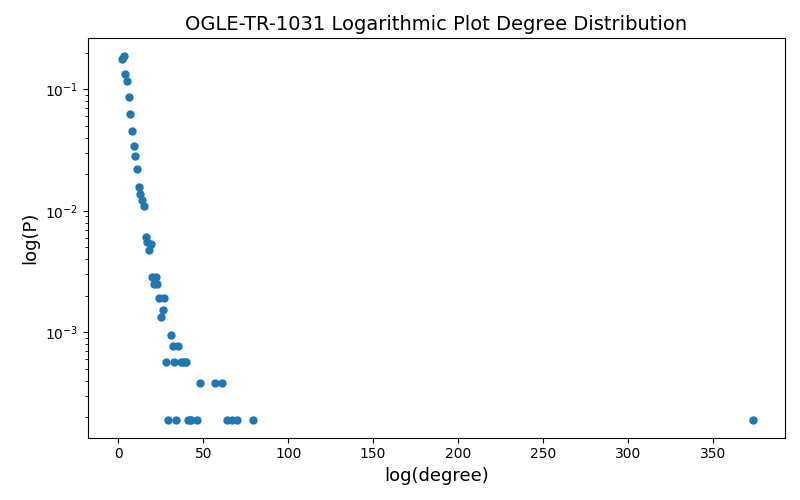 OGLE-TR-1031 Logarithmic Plot Degree Distribution
log(P)
10⁻¹
10⁻²
10⁻³
0 50 100 150 200 250 300 350
log(degree)